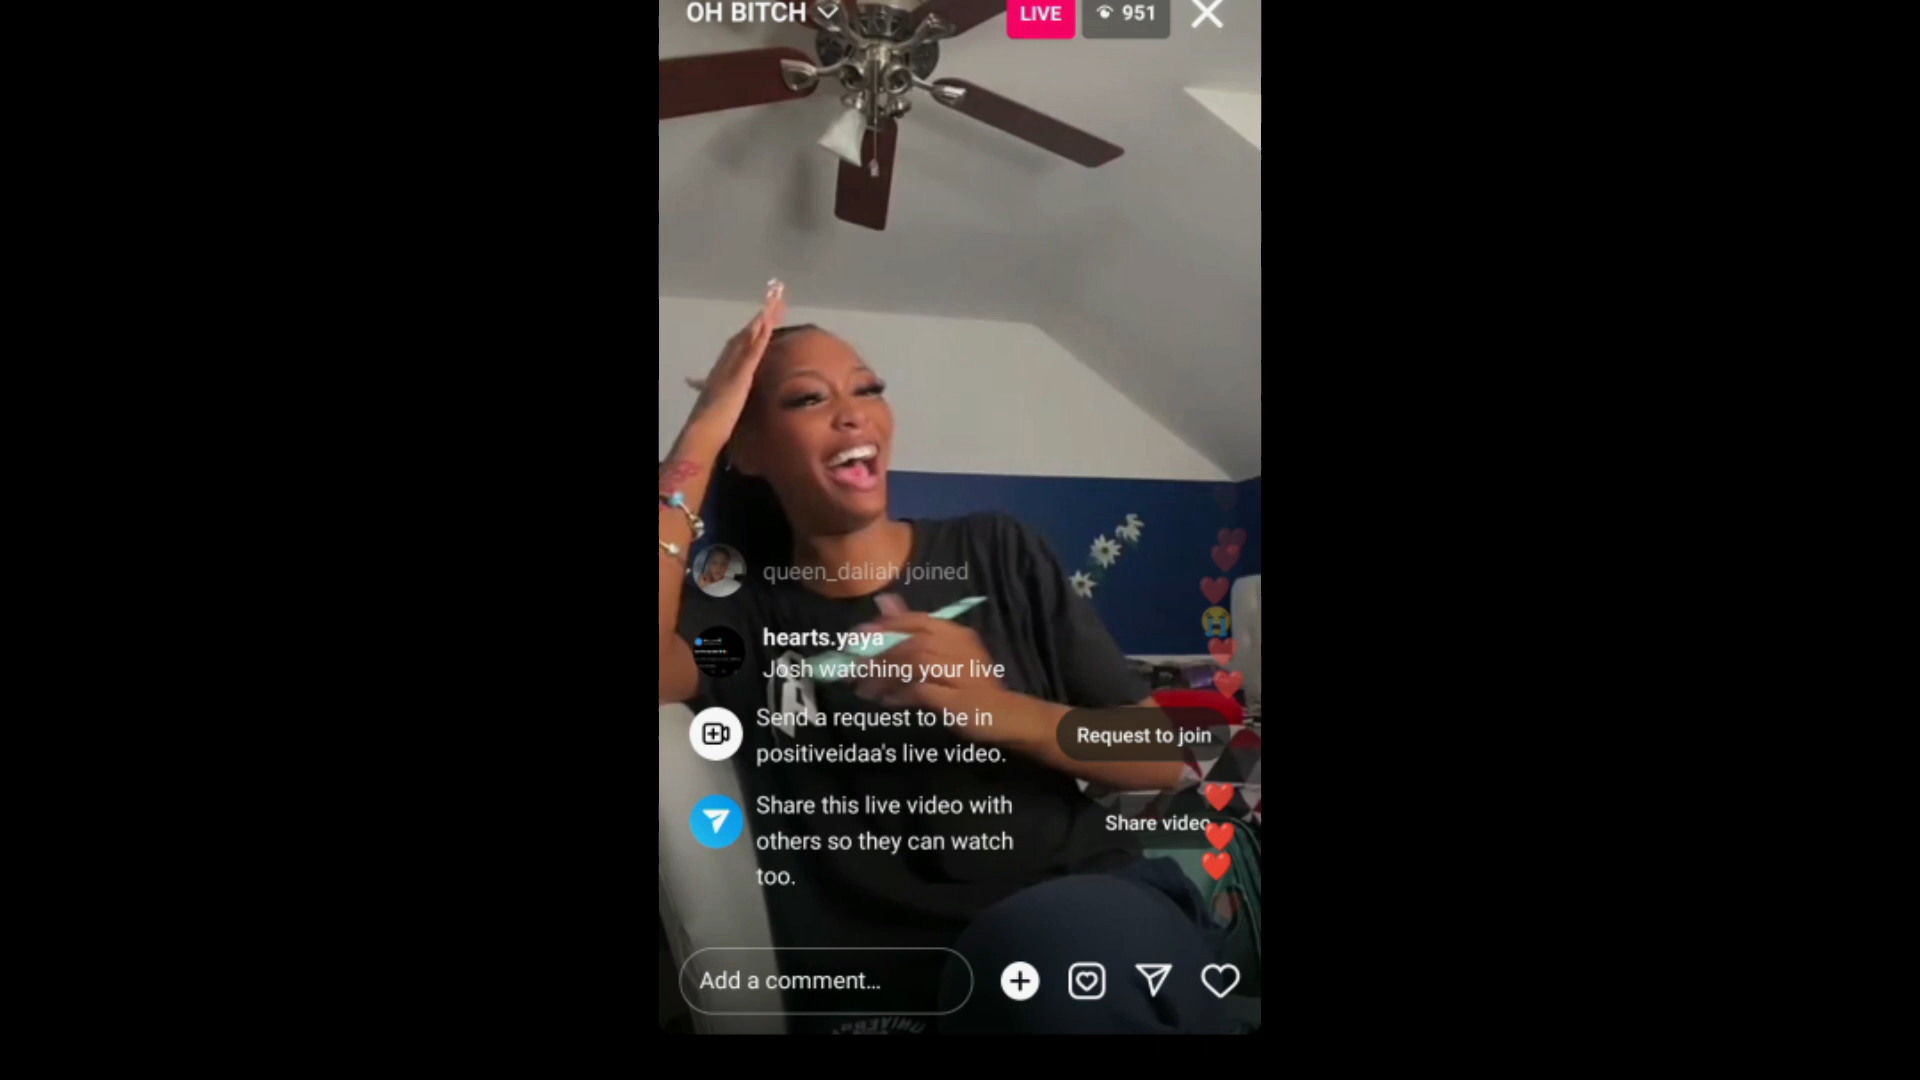 OH BITCH
LIVE
951
queen_daliah joined
hearts.yaya
Josh watching your live
Send a request to be in
positiveidaa's live video.
Request to join
Share this live video with
others so they can watch
too.
Share video
Add a comment...